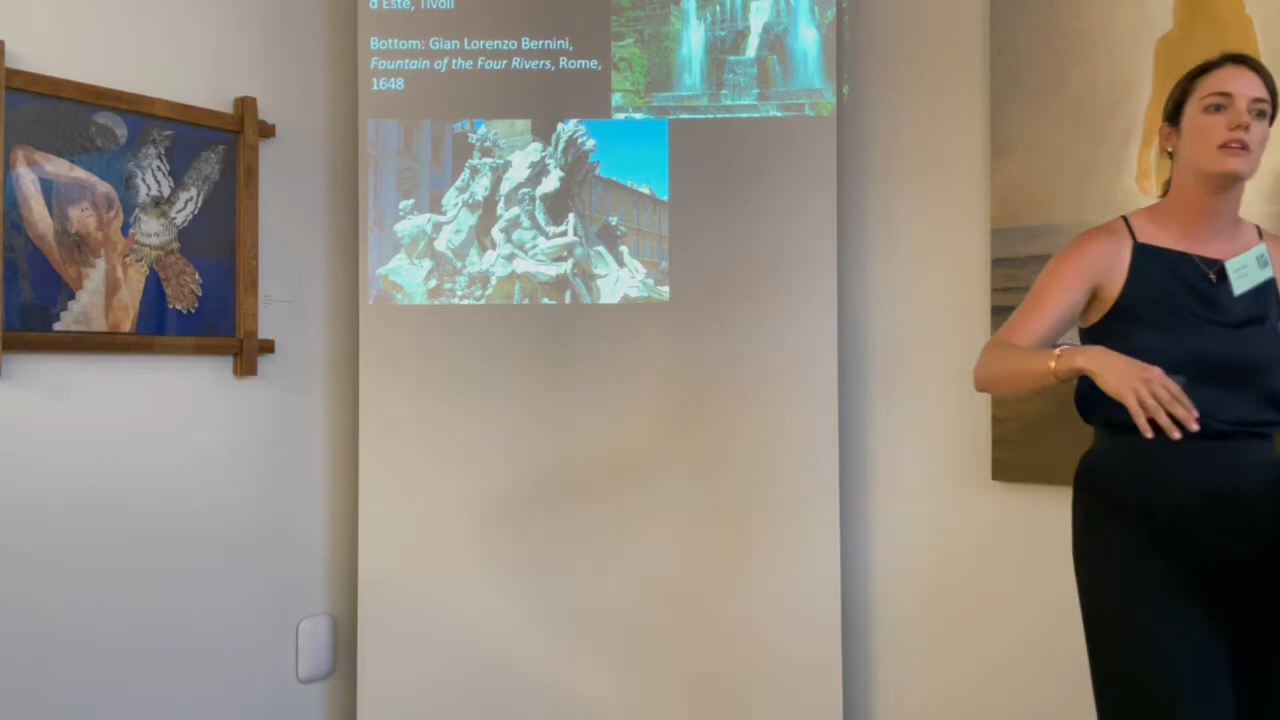 d'Este, Tivoli
Bottom: Gian Lorenzo Bernini,
Fountain of the Four Rivers, Rome,
1648